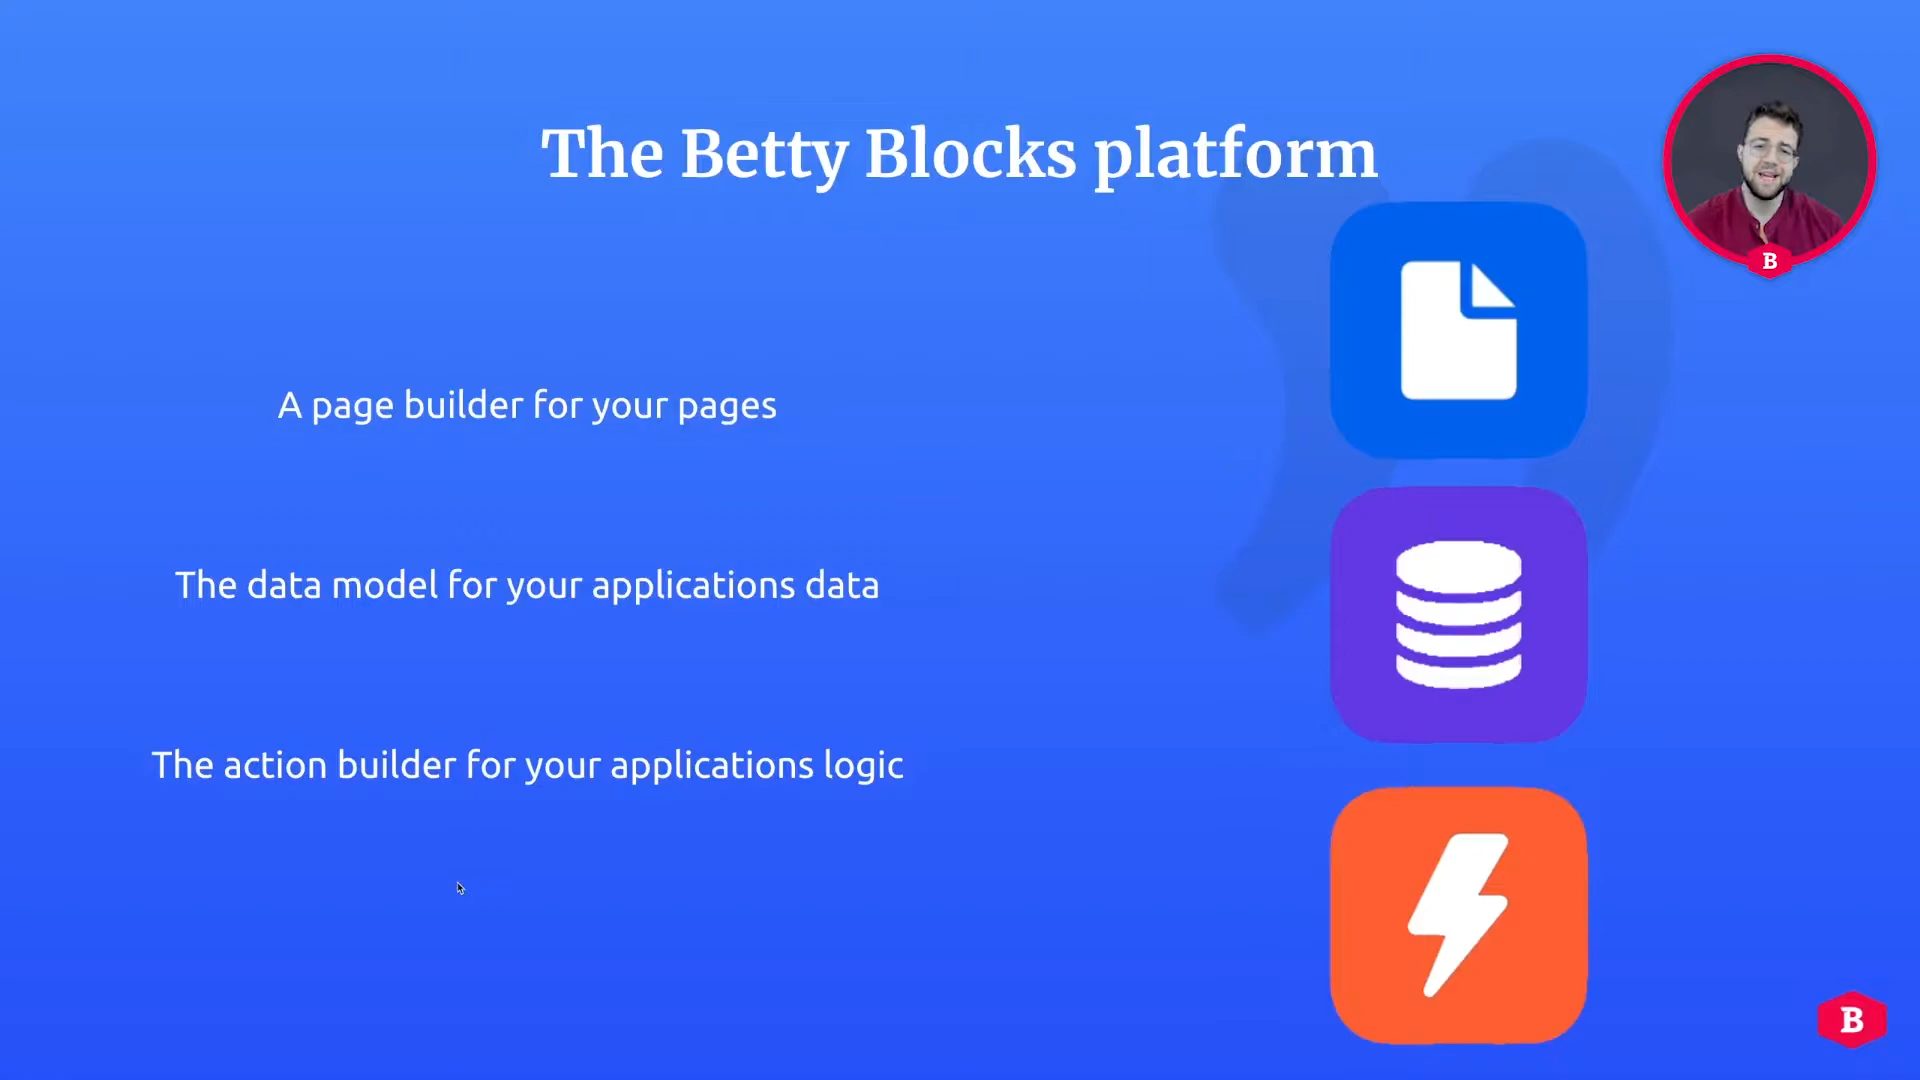 The Betty Blocks platform
B
A page builder for your pages
The data model for your applications data
The action builder for your applications logic
B